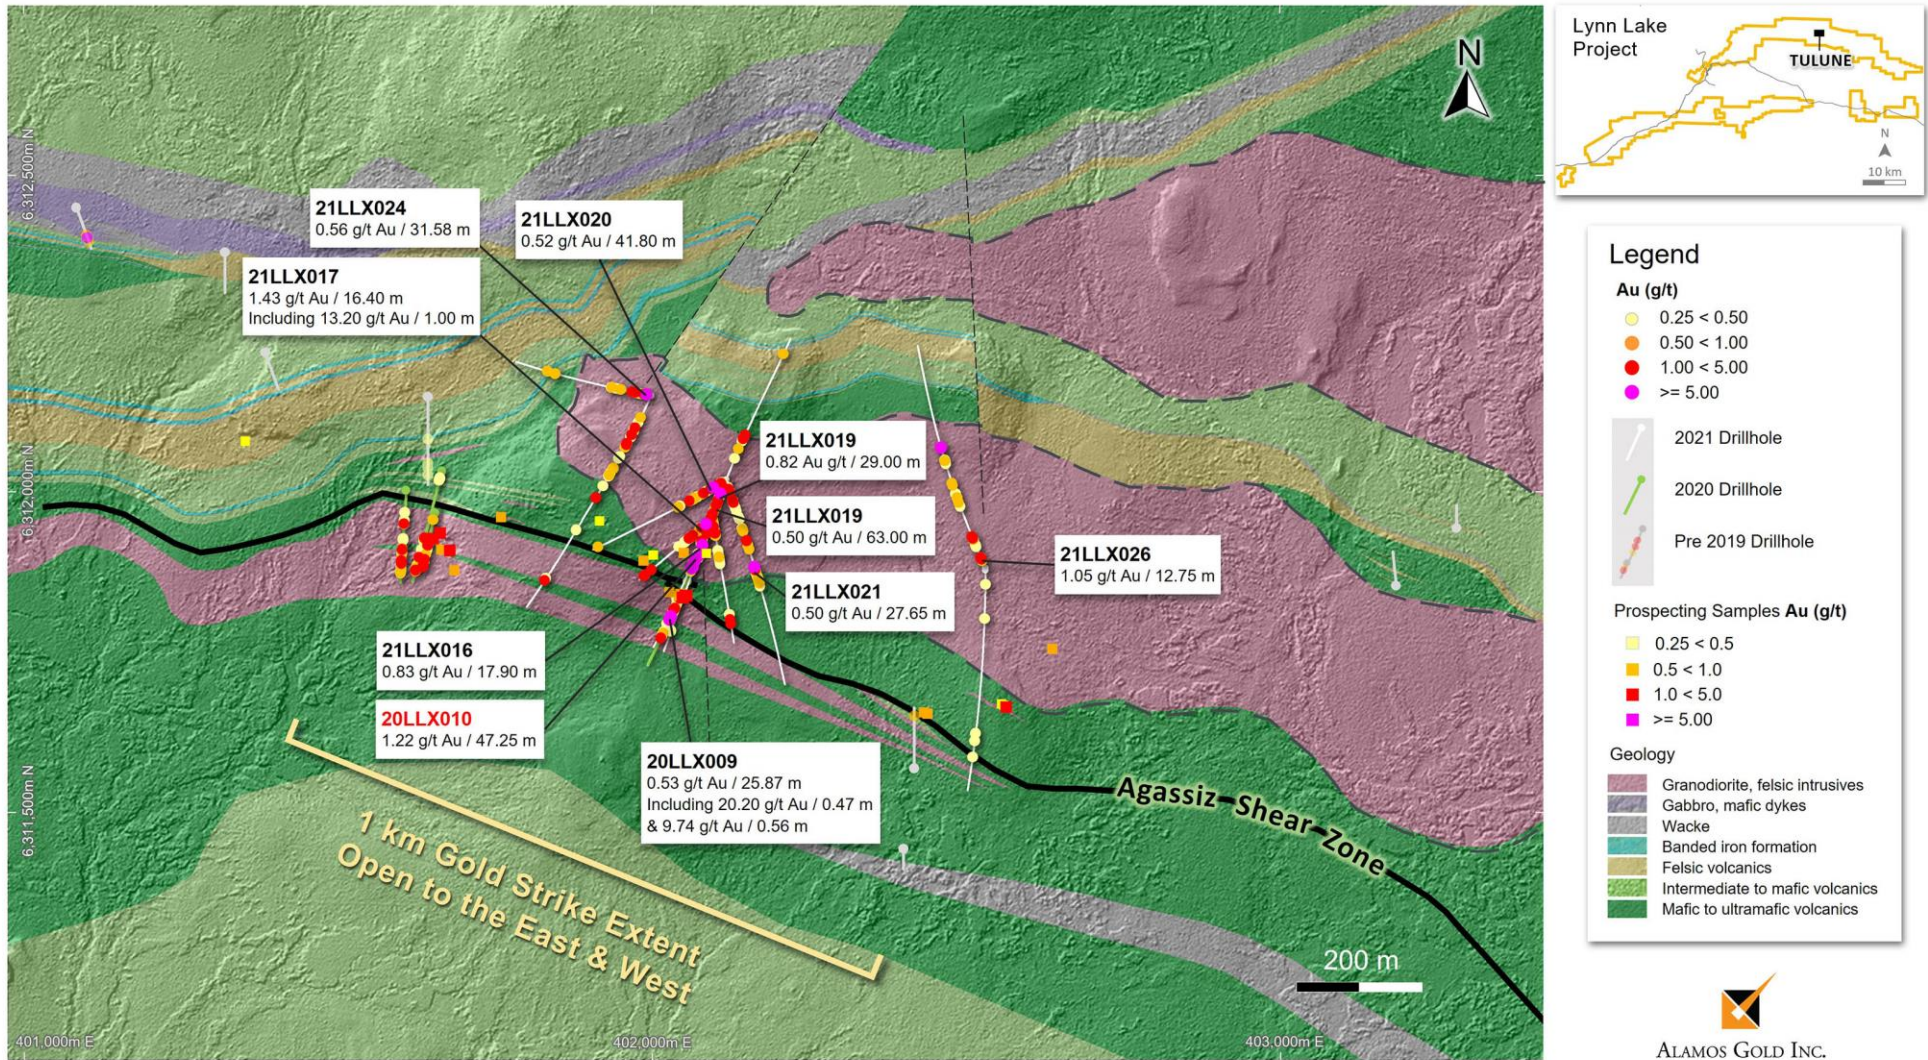 N
21LLX024
0.56 g/t Au / 31.58 m
21LLX020
0.52 g/t Au / 41.80 m
21LLX017
1.43 g/t Au / 16.40 m
Including 13.20 g/t Au / 1.00 m
21LLX019
0.82 Au g/t / 29.00 m
21LLX019
0.50 g/t Au / 63.00 m
21LLX026
1.05 g/t Au / 12.75 m
21LLX021
0.50 g/t Au / 27.65 m
21LLX016
0.83 g/t Au / 17.90 m
20LLX010
1.22 g/t Au / 47.25 m
20LLX009
0.53 g/t Au / 25.87 m
Including 20.20 g/t Au / 0.47 m
& 9.74 g/t Au / 0.56 m
Agassiz Shear Zone
1 km Gold Strike Extent
Open to the East & West
200 m
6,312,500m N
6,312,000m N
6,311,500m N
401,000m E
402,000m E
403,000m E
Lynn Lake
Project
TULUNE
N
10 km
Legend
Au (g/t)
0.25 < 0.50
0.50 < 1.00
1.00 < 5.00
>= 5.00
2021 Drillhole
2020 Drillhole
Pre 2019 Drillhole
Prospecting Samples Au (g/t)
0.25 < 0.5
0.5 < 1.0
1.0 < 5.0
>= 5.00
Geology
Granodiorite, felsic intrusives
Gabbro, mafic dykes
Wacke
Banded iron formation
Felsic volcanics
Intermediate to mafic volcanics
Mafic to ultramafic volcanics
ALAMOS GOLD INC.